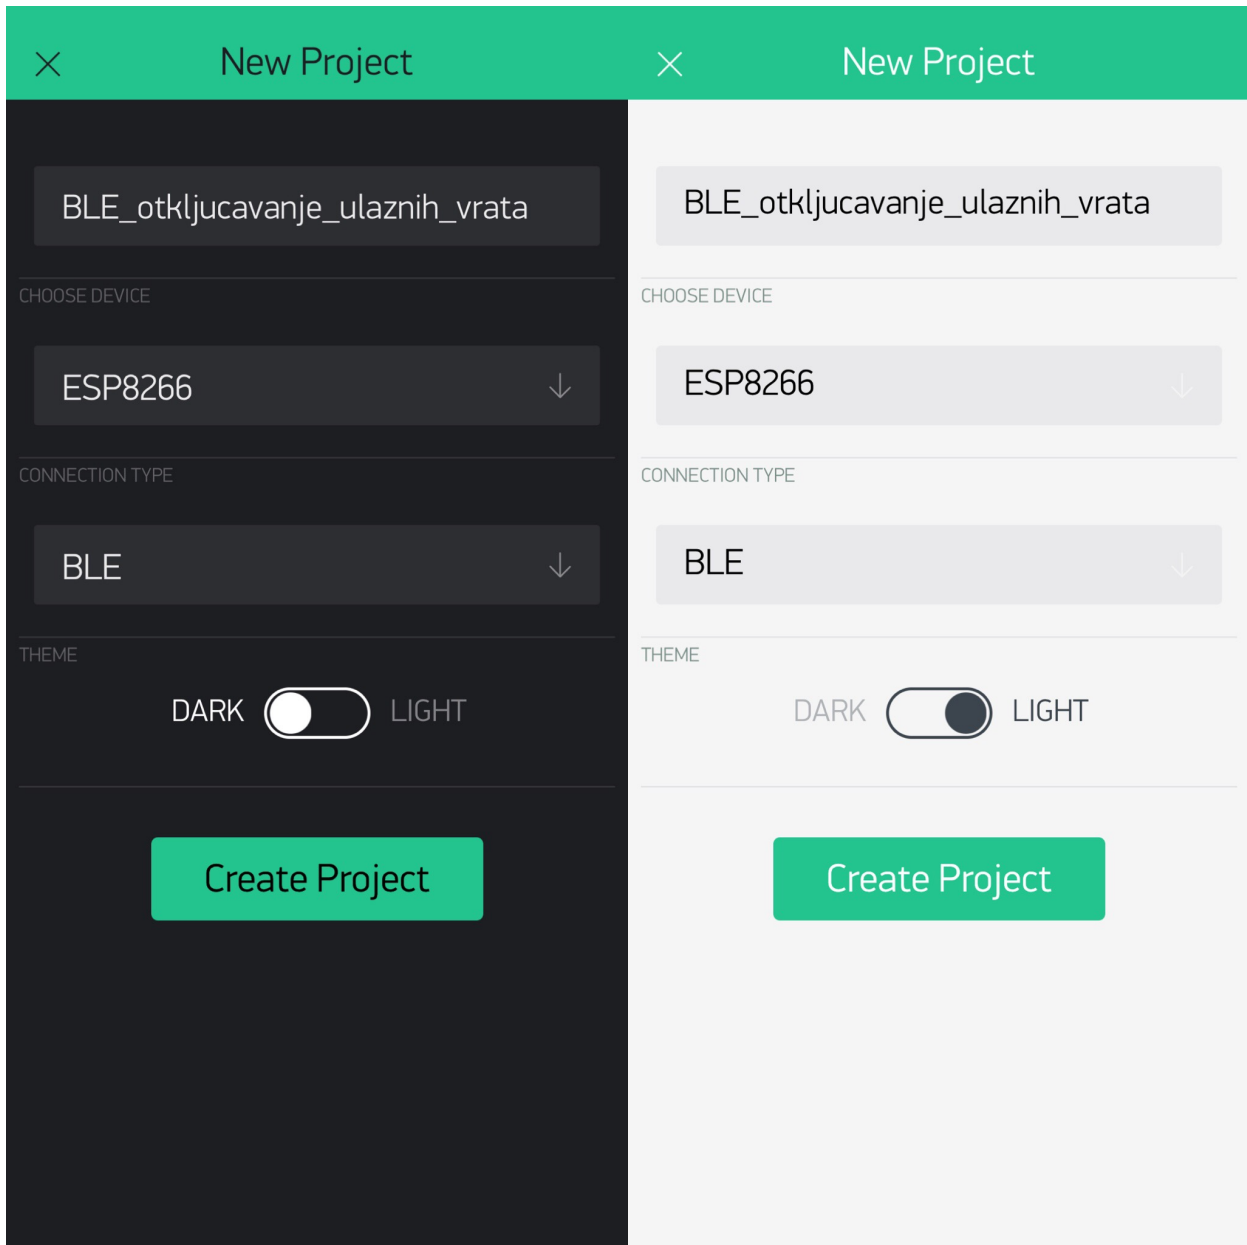 New Project
BLE_otkljucavanje_ulaznih_vrata
CHOOSE DEVICE
ESP8266
CONNECTION TYPE
BLE
THEME
DARK LIGHT
Create Project
New Project
BLE_otkljucavanje_ulaznih_vrata
CHOOSE DEVICE
ESP8266
CONNECTION TYPE
BLE
THEME
DARK LIGHT
Create Project